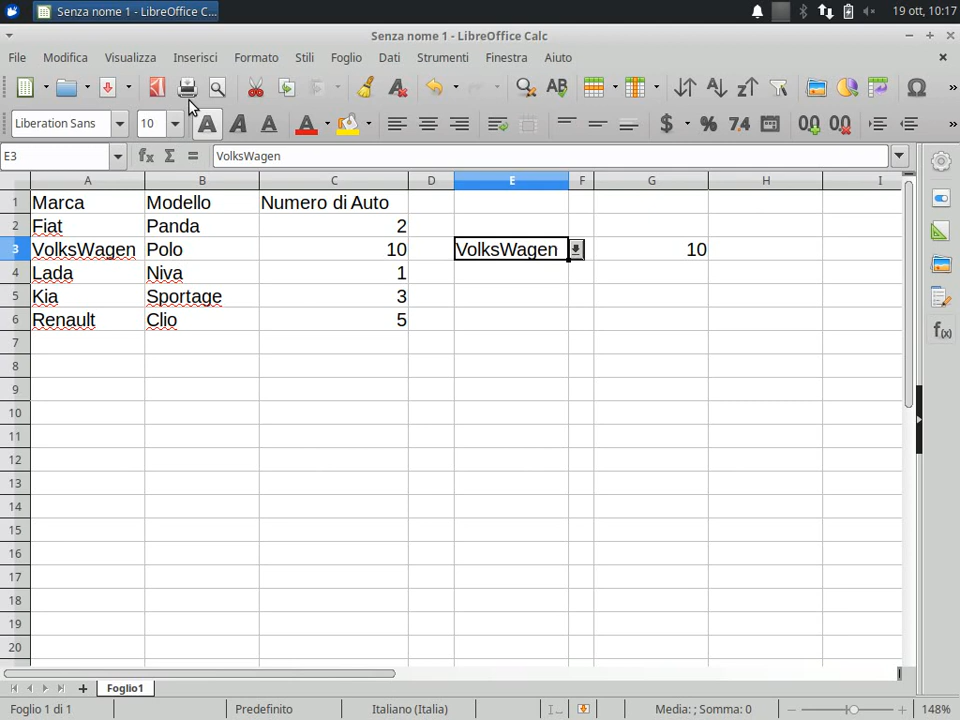 Senza nome 1 - LibreOffice C...
19 ott, 10:17
Senza nome 1 - LibreOffice Calc
File Modifica Visualizza Inserisci Formato Stili Foglio Dati Strumenti Finestra Aiuto
Liberation Sans 10
E3 VolksWagen
A B C D E F G H I
1 Marca Modello Numero di Auto
2 Fiat Panda 2
3 VolksWagen Polo 10 VolksWagen 10
4 Lada Niva 1
5 Kia Sportage 3
6 Renault Clio 5
7
8
9
10
11
12
13
14
15
16
17
18
19
20
Foglio1
Foglio 1 di 1 Predefinito Italiano (Italia) Media: ; Somma: 0 148%